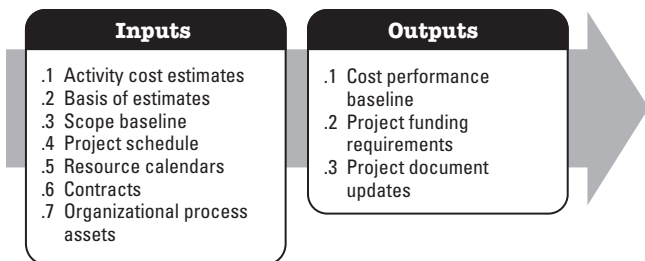 Inputs
.1 Activity cost estimates
.2 Basis of estimates
.3 Scope baseline
.4 Project schedule
.5 Resource calendars
.6 Contracts
.7 Organizational process
assets
Outputs
.1 Cost performance
baseline
.2 Project funding
requirements
.3 Project document
updates